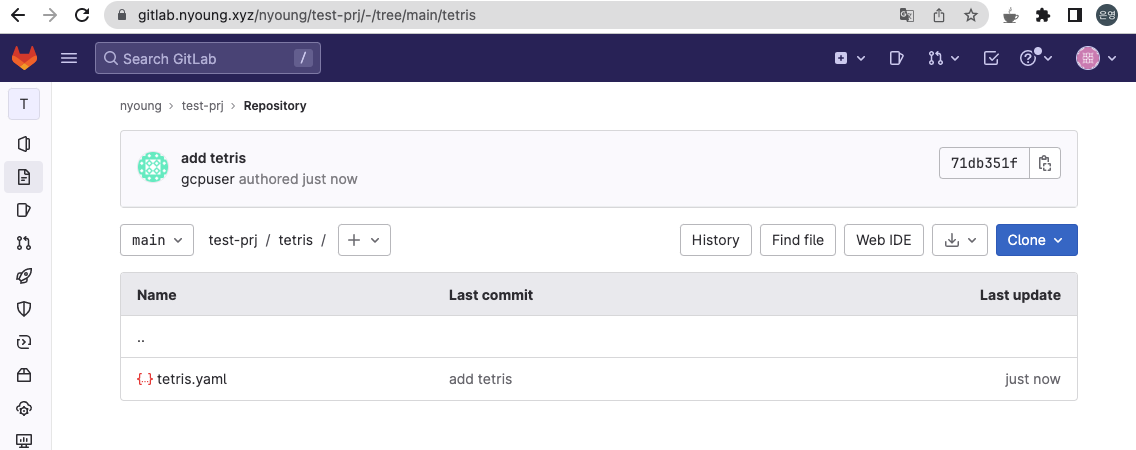 gitlab.nyoung.xyz/nyoung/test-prj/-/tree/main/tetris
은영
Search GitLab /
T
nyoung > test-prj > Repository
add tetris
gcpuser authored just now
71db351f
main test-prj / tetris / + History Find file Web IDE Clone
Name Last commit Last update
..
{..} tetris.yaml add tetris just now